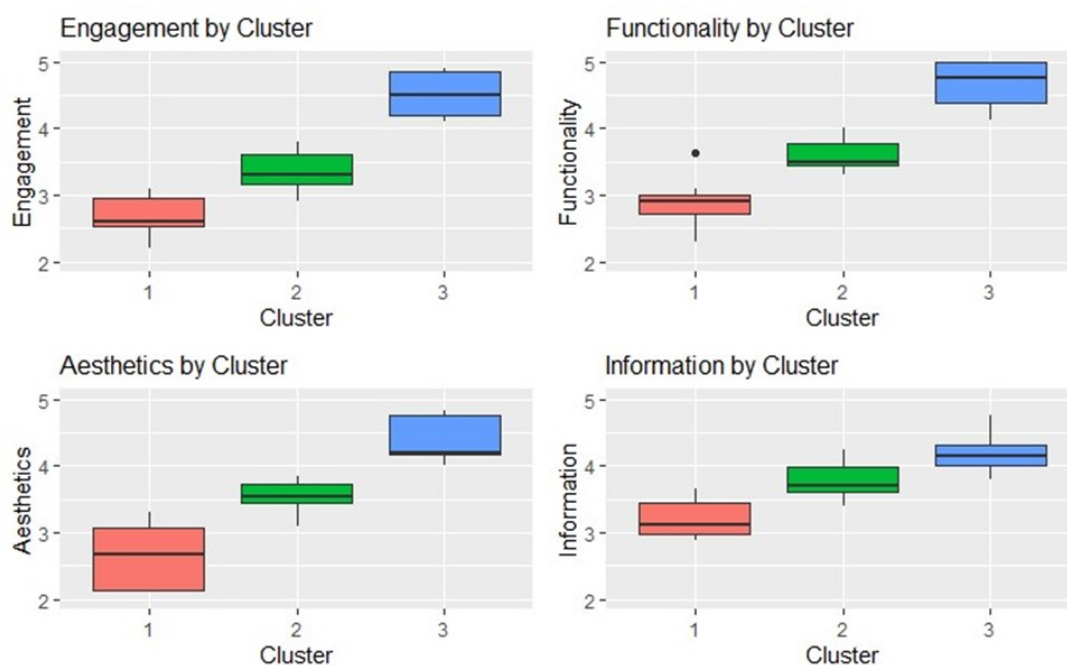 Engagement by Cluster
Engagement
5
4
3
2
1 2 3
Cluster
Functionality by Cluster
Functionality
5
4
3
2
1 2 3
Cluster
Aesthetics by Cluster
Aesthetics
5
4
3
2
1 2 3
Cluster
Information by Cluster
Information
5
4
3
2
1 2 3
Cluster